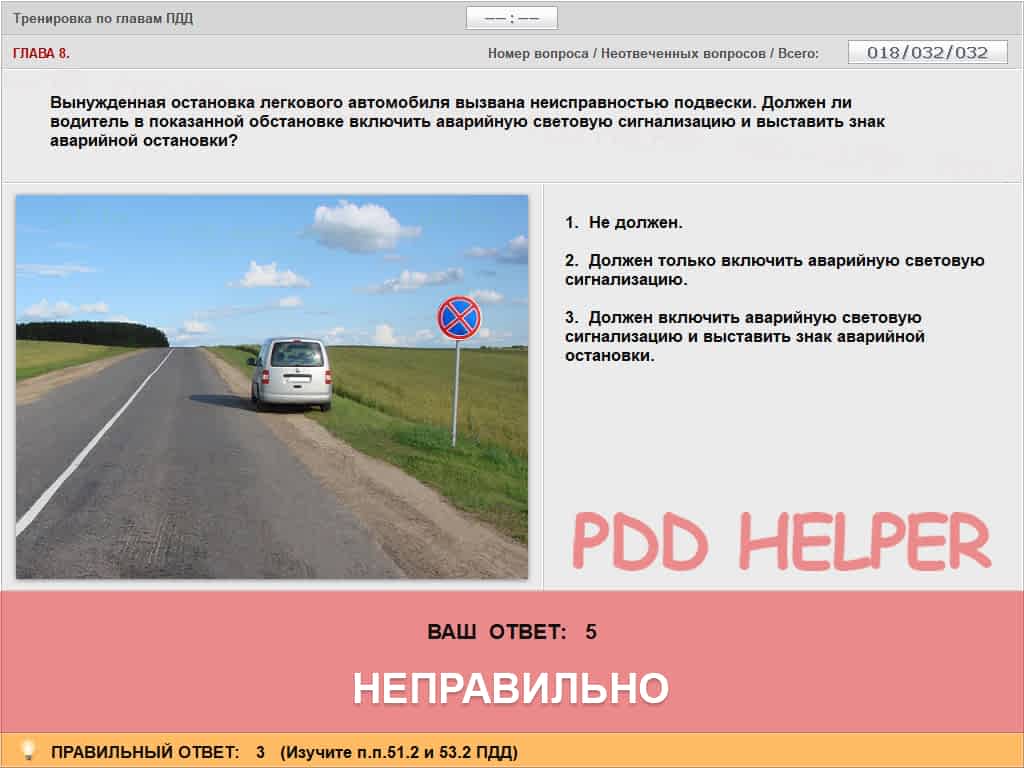 Тренировка по главам ПДД
—— : ——
ГЛАВА 8.
Номер вопроса / Неотвеченных вопросов / Всего:
018/032/032
Вынужденная остановка легкового автомобиля вызвана неисправностью подвески. Должен ли
водитель в показанной обстановке включить аварийную световую сигнализацию и выставить знак
аварийной остановки?
1. Не должен.
2. Должен только включить аварийную световую
сигнализацию.
3. Должен включить аварийную световую
сигнализацию и выставить знак аварийной
остановки.
PDD HELPER
ВАШ ОТВЕТ: 5
НЕПРАВИЛЬНО
ПРАВИЛЬНЫЙ ОТВЕТ: 3 (Изучите п.п.51.2 и 53.2 ПДД)